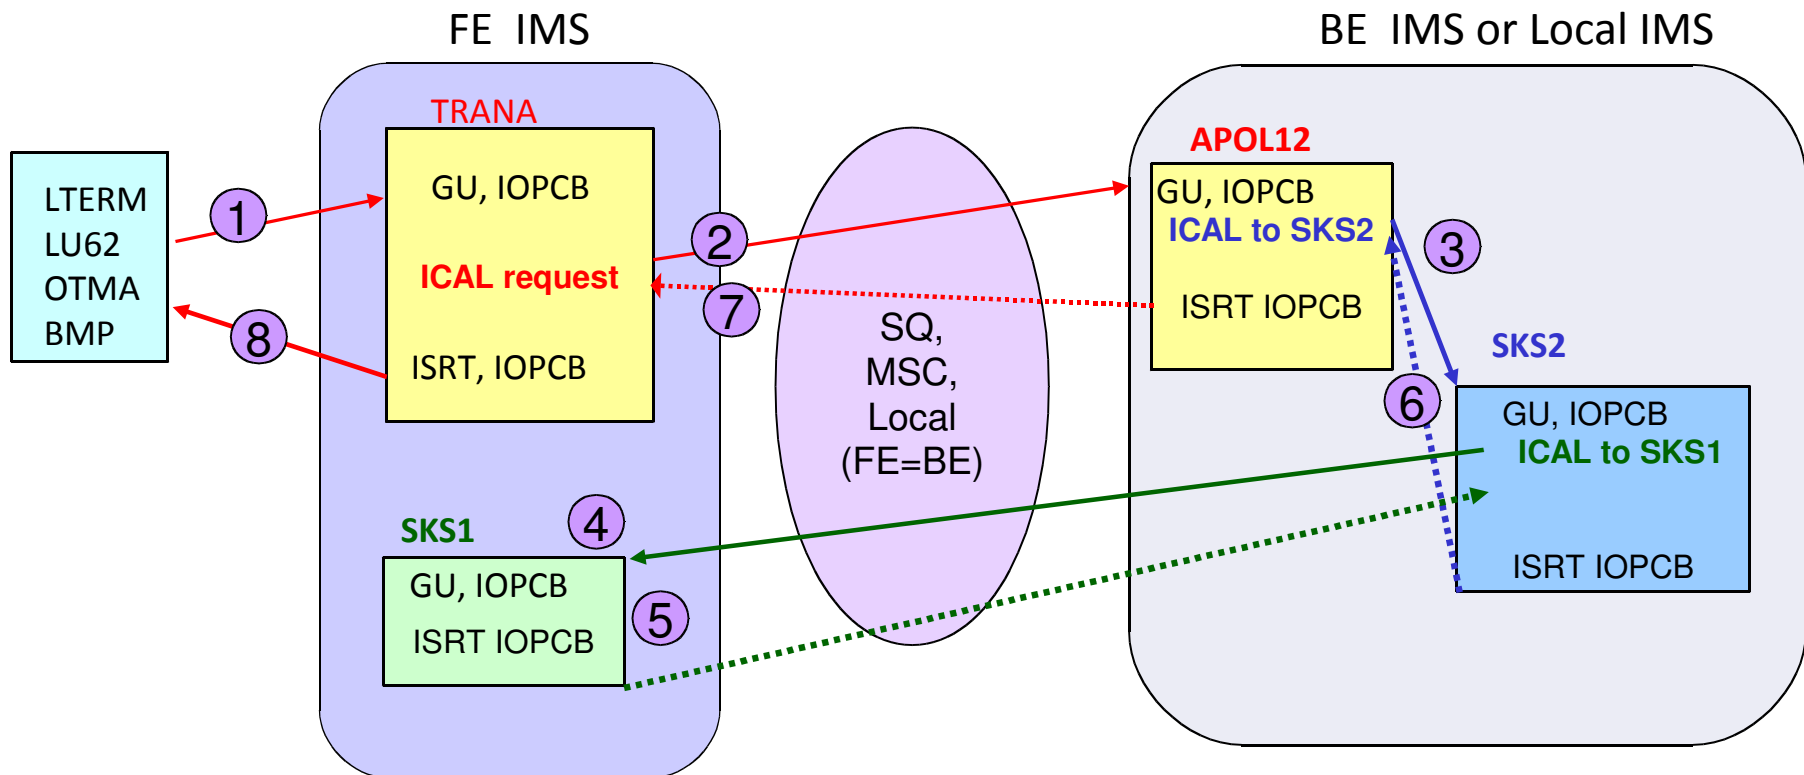 FE IMS
BE IMS or Local IMS
LTERM
LU62
OTMA
BMP
1
8
TRANA
GU, IOPCB
ICAL request
ISRT, IOPCB
2
7
SKS1
4
GU, IOPCB
ISRT IOPCB
5
SQ,
MSC,
Local
(FE=BE)
APOL12
GU, IOPCB
ICAL to SKS2
ISRT IOPCB
3
6
SKS2
GU, IOPCB
ICAL to SKS1
ISRT IOPCB